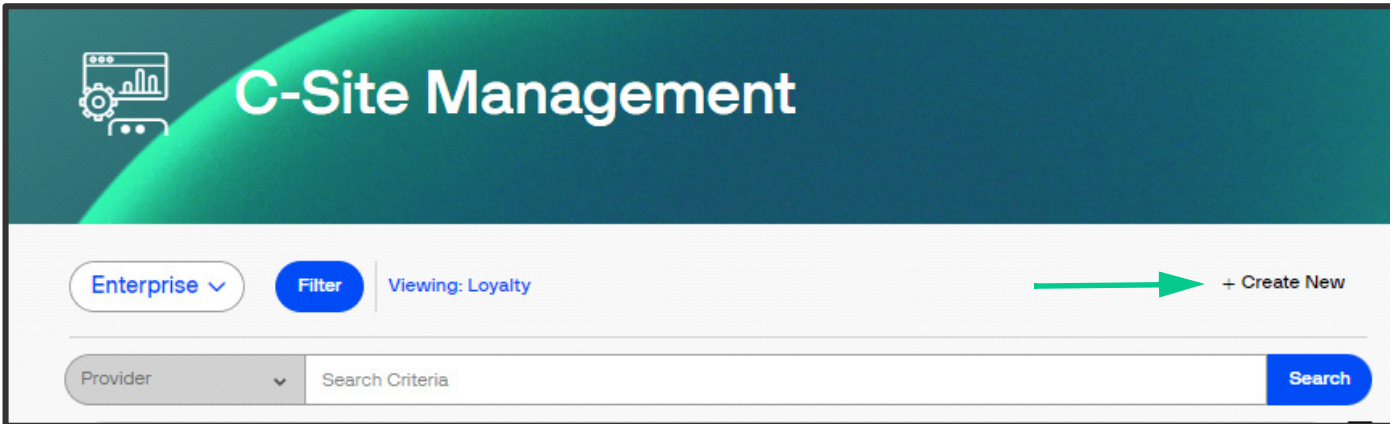 C-Site Management
Enterprise
Filter
Viewing: Loyalty
+ Create New
Provider
Search Criteria
Search